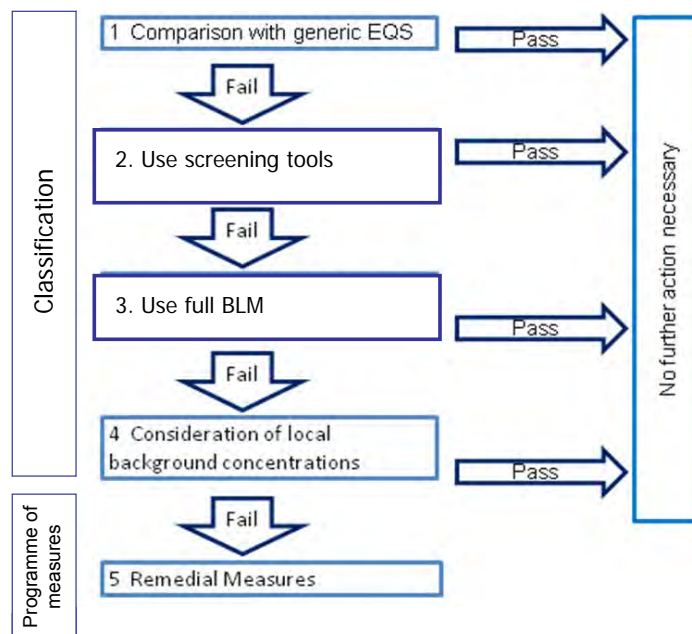 1 Comparison with generic EQS
Pass
Fail
2. Use screening tools
Pass
Fail
3. Use full BLM
Pass
Fail
4 Consideration of local
background concentrations
Pass
Fail
5 Remedial Measures
Classification
Programme of
measures
No further action necessary